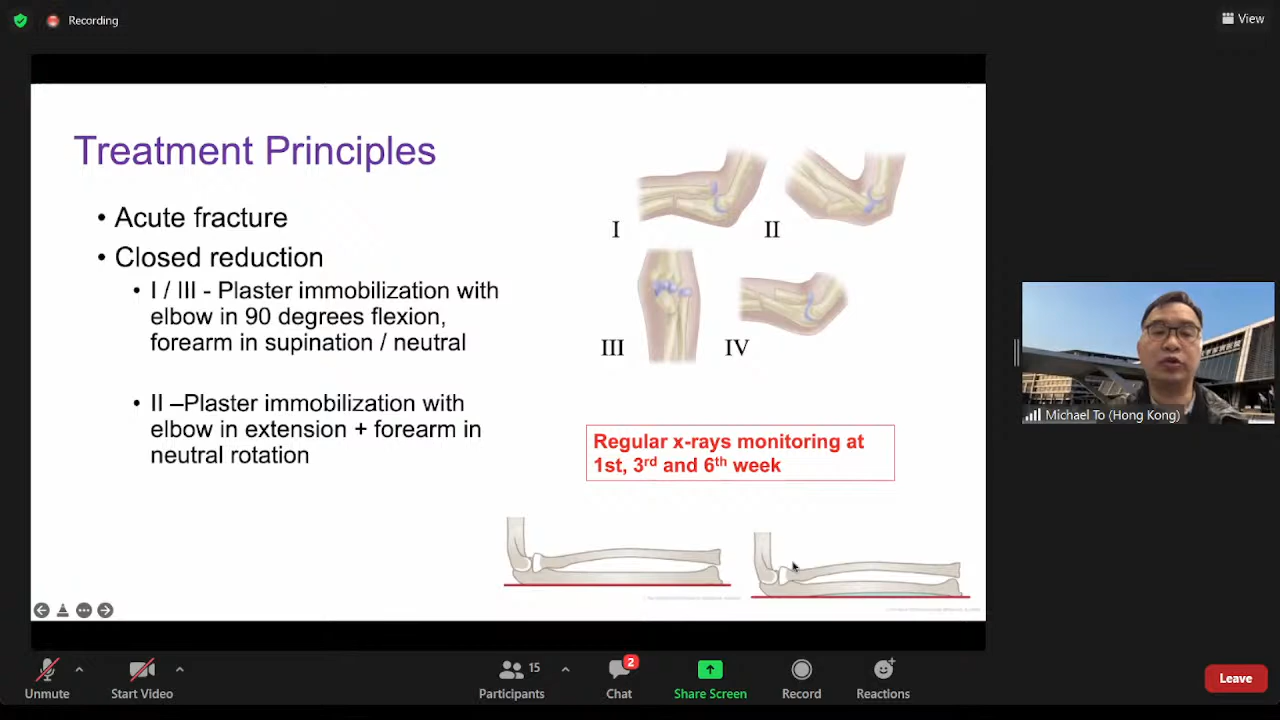 Recording
View
Treatment Principles
• Acute fracture
• Closed reduction
• I / III - Plaster immobilization with
elbow in 90 degrees flexion,
forearm in supination / neutral
• II –Plaster immobilization with
elbow in extension + forearm in
neutral rotation
I
II
III
IV
Regular x-rays monitoring at
1st, 3rd and 6th week
Michael To (Hong Kong)
Unmute
Start Video
15
Participants
2
Chat
Share Screen
Record
Reactions
Leave